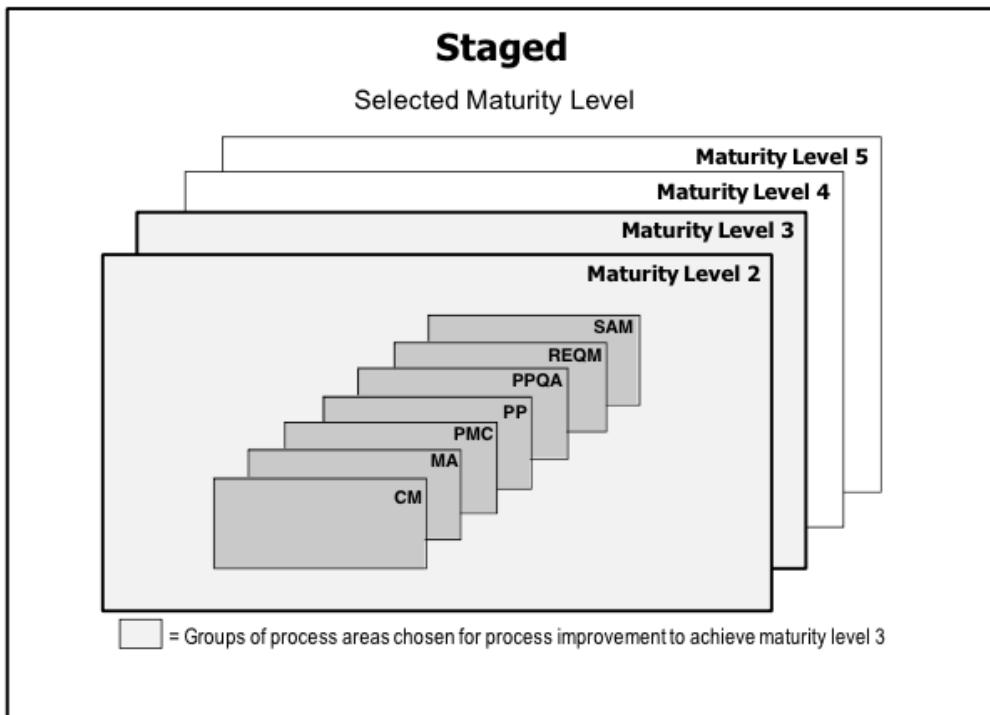 Staged
Selected Maturity Level
Maturity Level 5
Maturity Level 4
Maturity Level 3
Maturity Level 2
SAM
REQM
PPQA
PP
PMC
MA
CM
= Groups of process areas chosen for process improvement to achieve maturity level 3